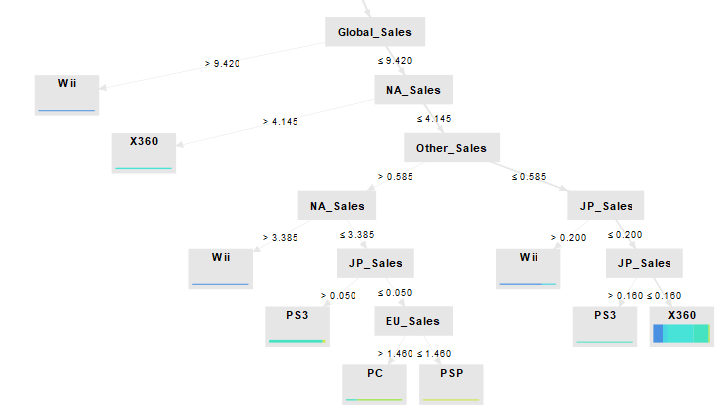 Global_Sales
> 9.420
≤ 9.420
Wii
NA_Sales
> 4.145
≤ 4.145
X360
Other_Sales
> 0.585
≤ 0.585
NA_Sales
JP_Sales
> 3.385
≤ 3.385
> 0.200
≤ 0.200
Wii
JP_Sales
Wii
JP_Sales
> 0.050
≤ 0.050
> 0.160
≤ 0.160
PS3
EU_Sales
PS3
X360
> 1.460
≤ 1.460
PC
PSP